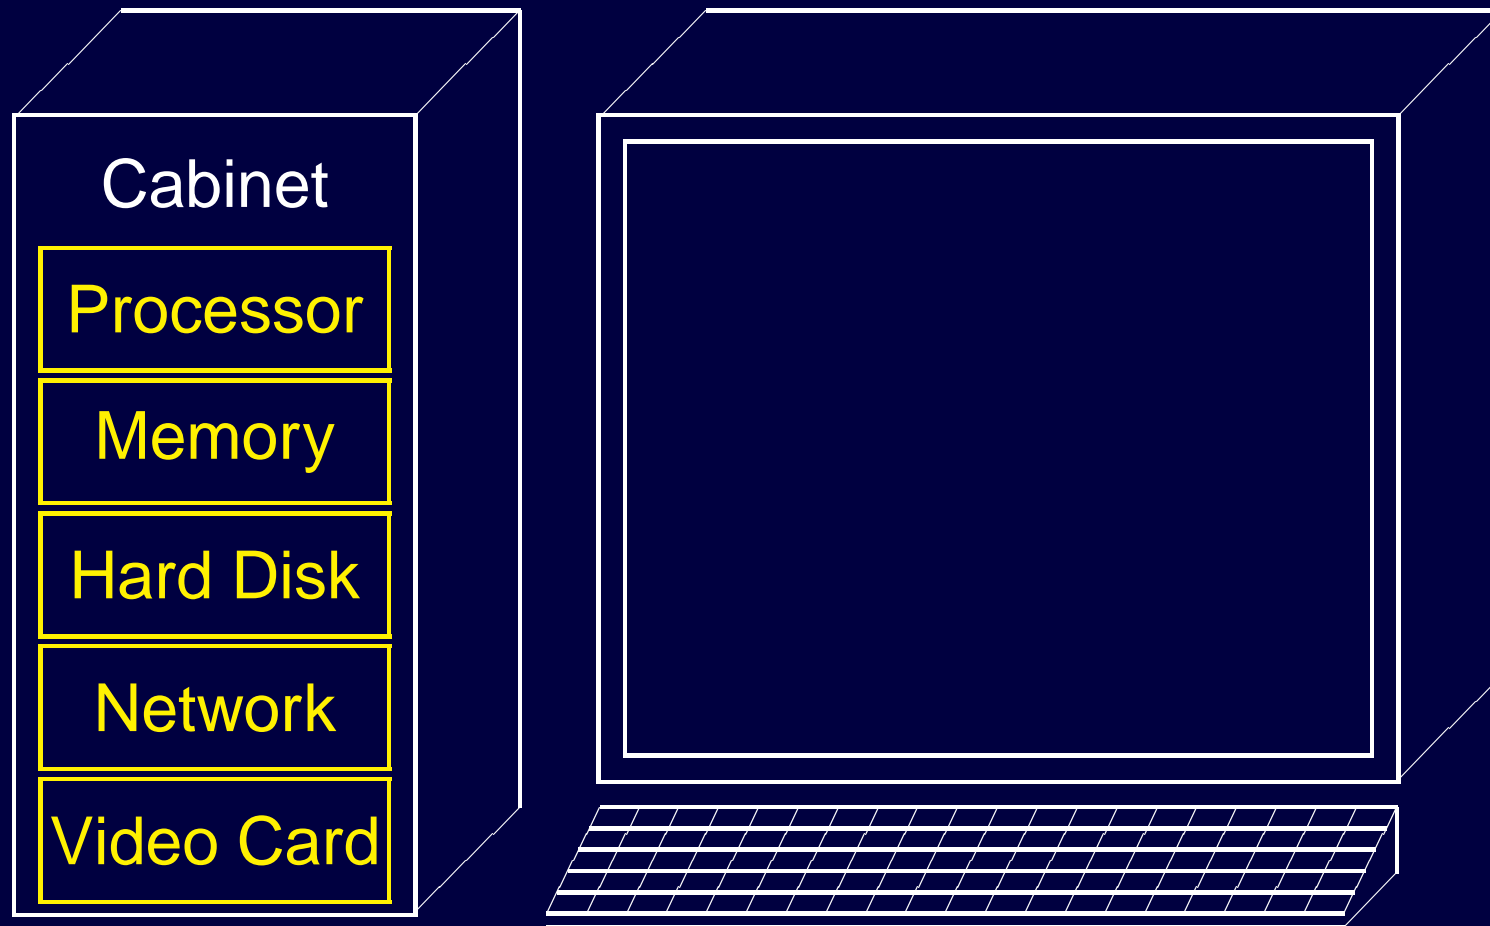 Cabinet
Processor
Memory
Hard Disk
Network
Video Card